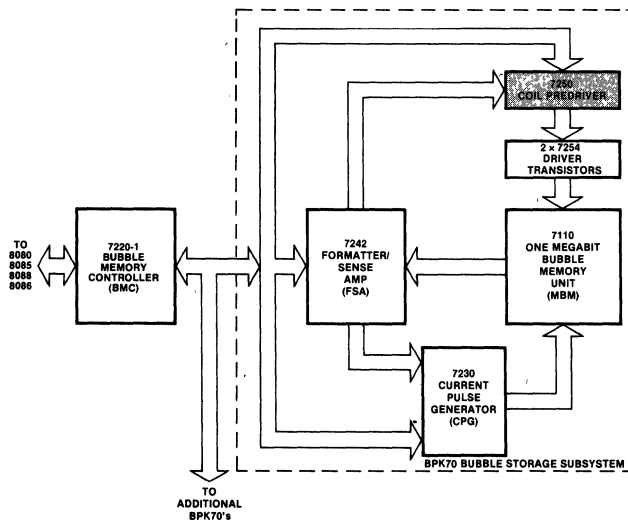 7250
COIL PREDRIVER
2 × 7254
DRIVER
TRANSISTORS
TO
8080
8085
8088
8086
7220-1
BUBBLE
MEMORY
CONTROLLER
(BMC)
7242
FORMATTER/
SENSE
AMP
(FSA)
7110
ONE MEGABIT
BUBBLE
MEMORY
UNIT
(MBM)
7230
CURRENT
PULSE
GENERATOR
(CPG)
BPK70 BUBBLE STORAGE SUBSYSTEM
TO
ADDITIONAL
BPK70's